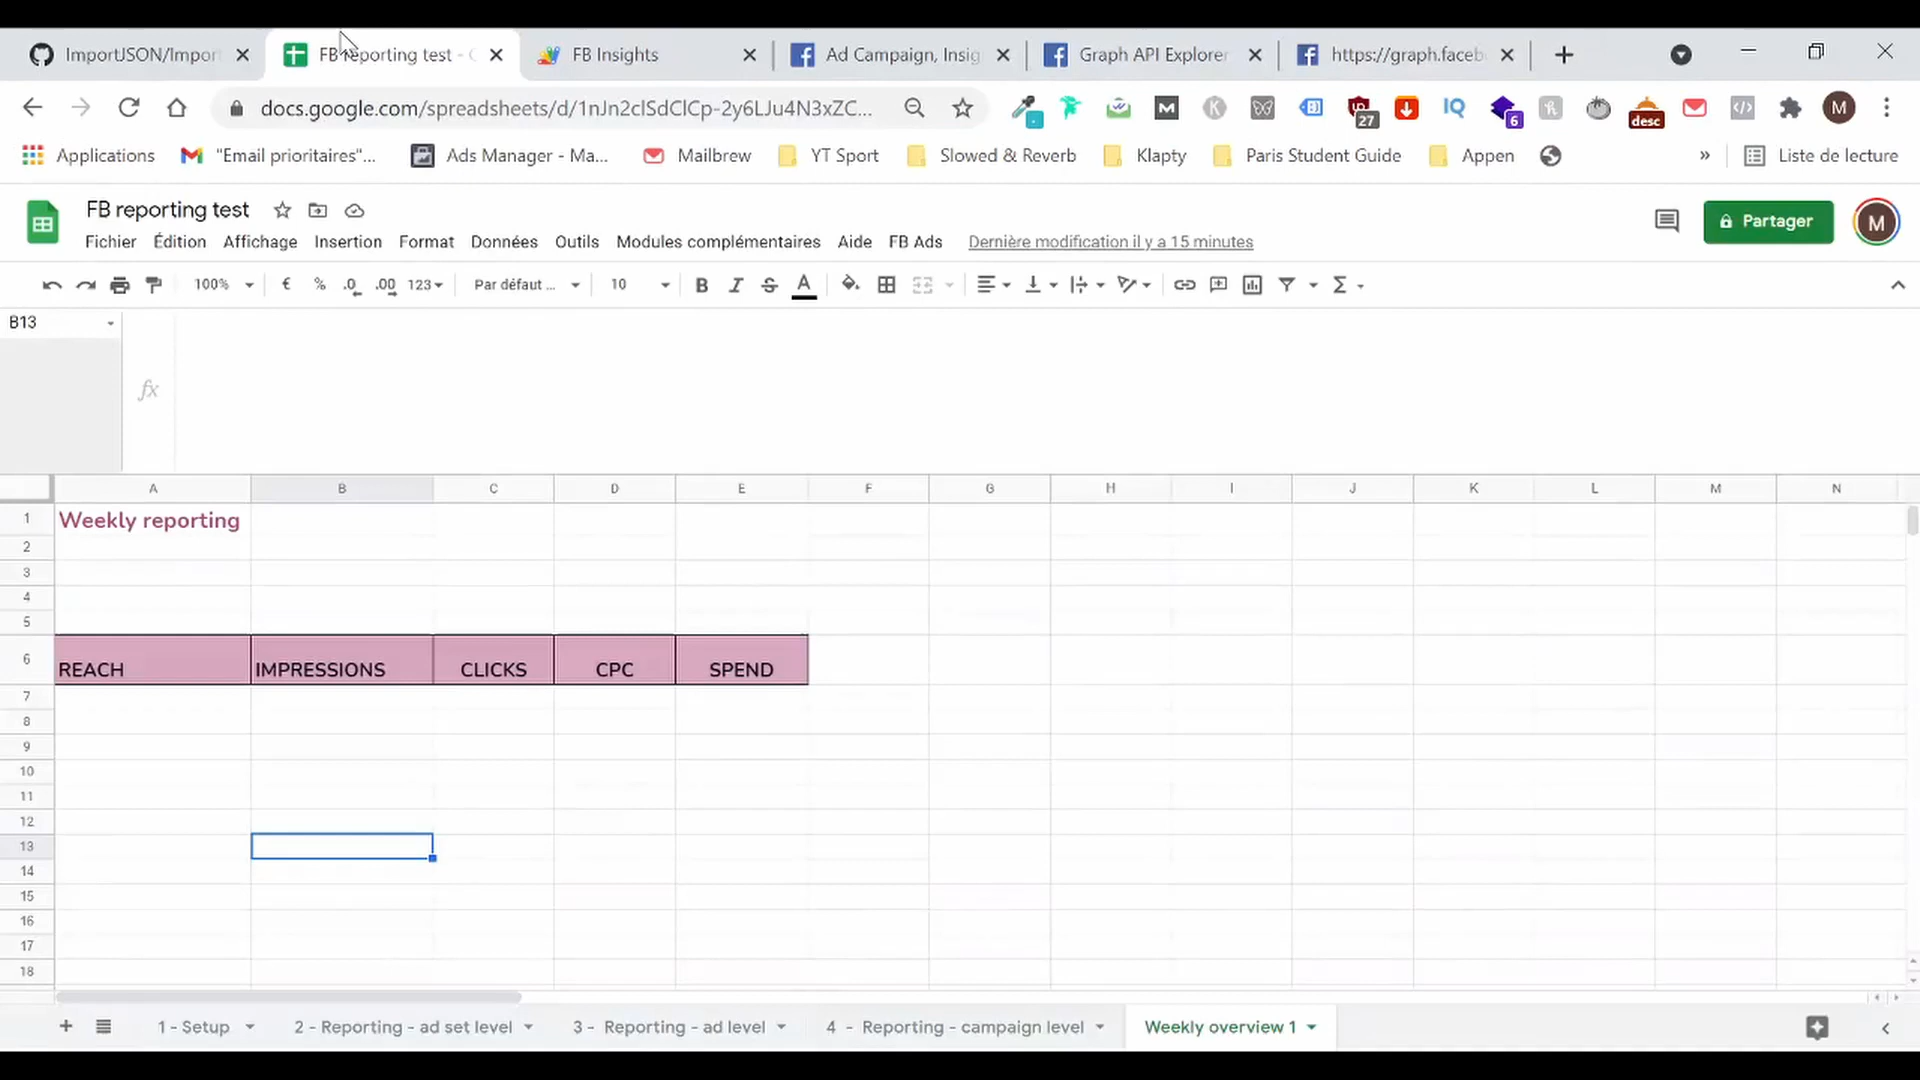 ImportJSON/Impor
FB reporting test - G
FB Insights
Ad Campaign, Insig
Graph API Explorer
https://graph.faceb
docs.google.com/spreadsheets/d/1nJn2clSdClCp-2y6LJu4N3xZC...
M
K
27
IQ
6
desc
M
Applications
"Email prioritaires"...
Ads Manager - Ma...
Mailbrew
YT Sport
Slowed & Reverb
Klapty
Paris Student Guide
Appen
»
Liste de lecture
FB reporting test
Partager
M
Fichier
Édition
Affichage
Insertion
Format
Données
Outils
Modules complémentaires
Aide
FB Ads
Dernière modification il y a 15 minutes
100%
€
%
.0
.00
123
Par défaut ...
10
B
I
S
A
Σ
B13
fx
A B C D E F G H I J K L M N
1 Weekly reporting
2
3
4
5
6 REACH IMPRESSIONS CLICKS CPC SPEND
7
8
9
10
11
12
13
14
15
16
17
18
1 - Setup
2 - Reporting - ad set level
3 - Reporting - ad level
4 - Reporting - campaign level
Weekly overview 1